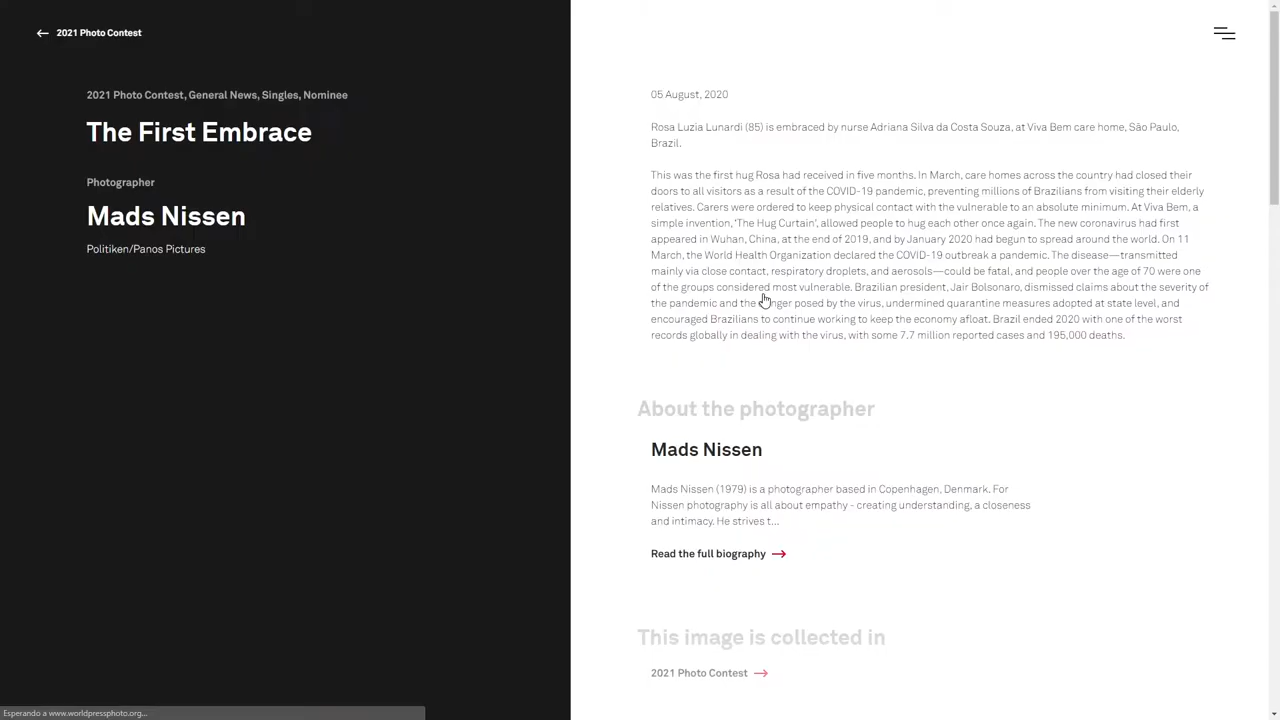 2021 Photo Contest
2021 Photo Contest, General News, Singles, Nominee
The First Embrace
Photographer
Mads Nissen
Politiken/Panos Pictures
05 August, 2020
Rosa Luzia Lunardi (85) is embraced by nurse Adriana Silva da Costa Souza, at Viva Bem care home, São Paulo,
Brazil.
This was the first hug Rosa had received in five months. In March, care homes across the country had closed their
doors to all visitors as a result of the COVID-19 pandemic, preventing millions of Brazilians from visiting their elderly
relatives. Carers were ordered to keep physical contact with the vulnerable to an absolute minimum. At Viva Bem, a
simple invention, ‘The Hug Curtain’, allowed people to hug each other once again. The new coronavirus had first
appeared in Wuhan, China, at the end of 2019, and by January 2020 had begun to spread around the world. On 11
March, the World Health Organization declared the COVID-19 outbreak a pandemic. The disease—transmitted
mainly via close contact, respiratory droplets, and aerosols—could be fatal, and people over the age of 70 were one
of the groups considered most vulnerable. Brazilian president, Jair Bolsonaro, dismissed claims about the severity of
the pandemic and the danger posed by the virus, undermined quarantine measures adopted at state level, and
encouraged Brazilians to continue working to keep the economy afloat. Brazil ended 2020 with one of the worst
records globally in dealing with the virus, with some 7.7 million reported cases and 195,000 deaths.
About the photographer
Mads Nissen
Mads Nissen (1979) is a photographer based in Copenhagen, Denmark. For
Nissen photography is all about empathy - creating understanding, a closeness
and intimacy. He strives t...
Read the full biography
This image is collected in
2021 Photo Contest
Esperando a www.worldpressphoto.org...